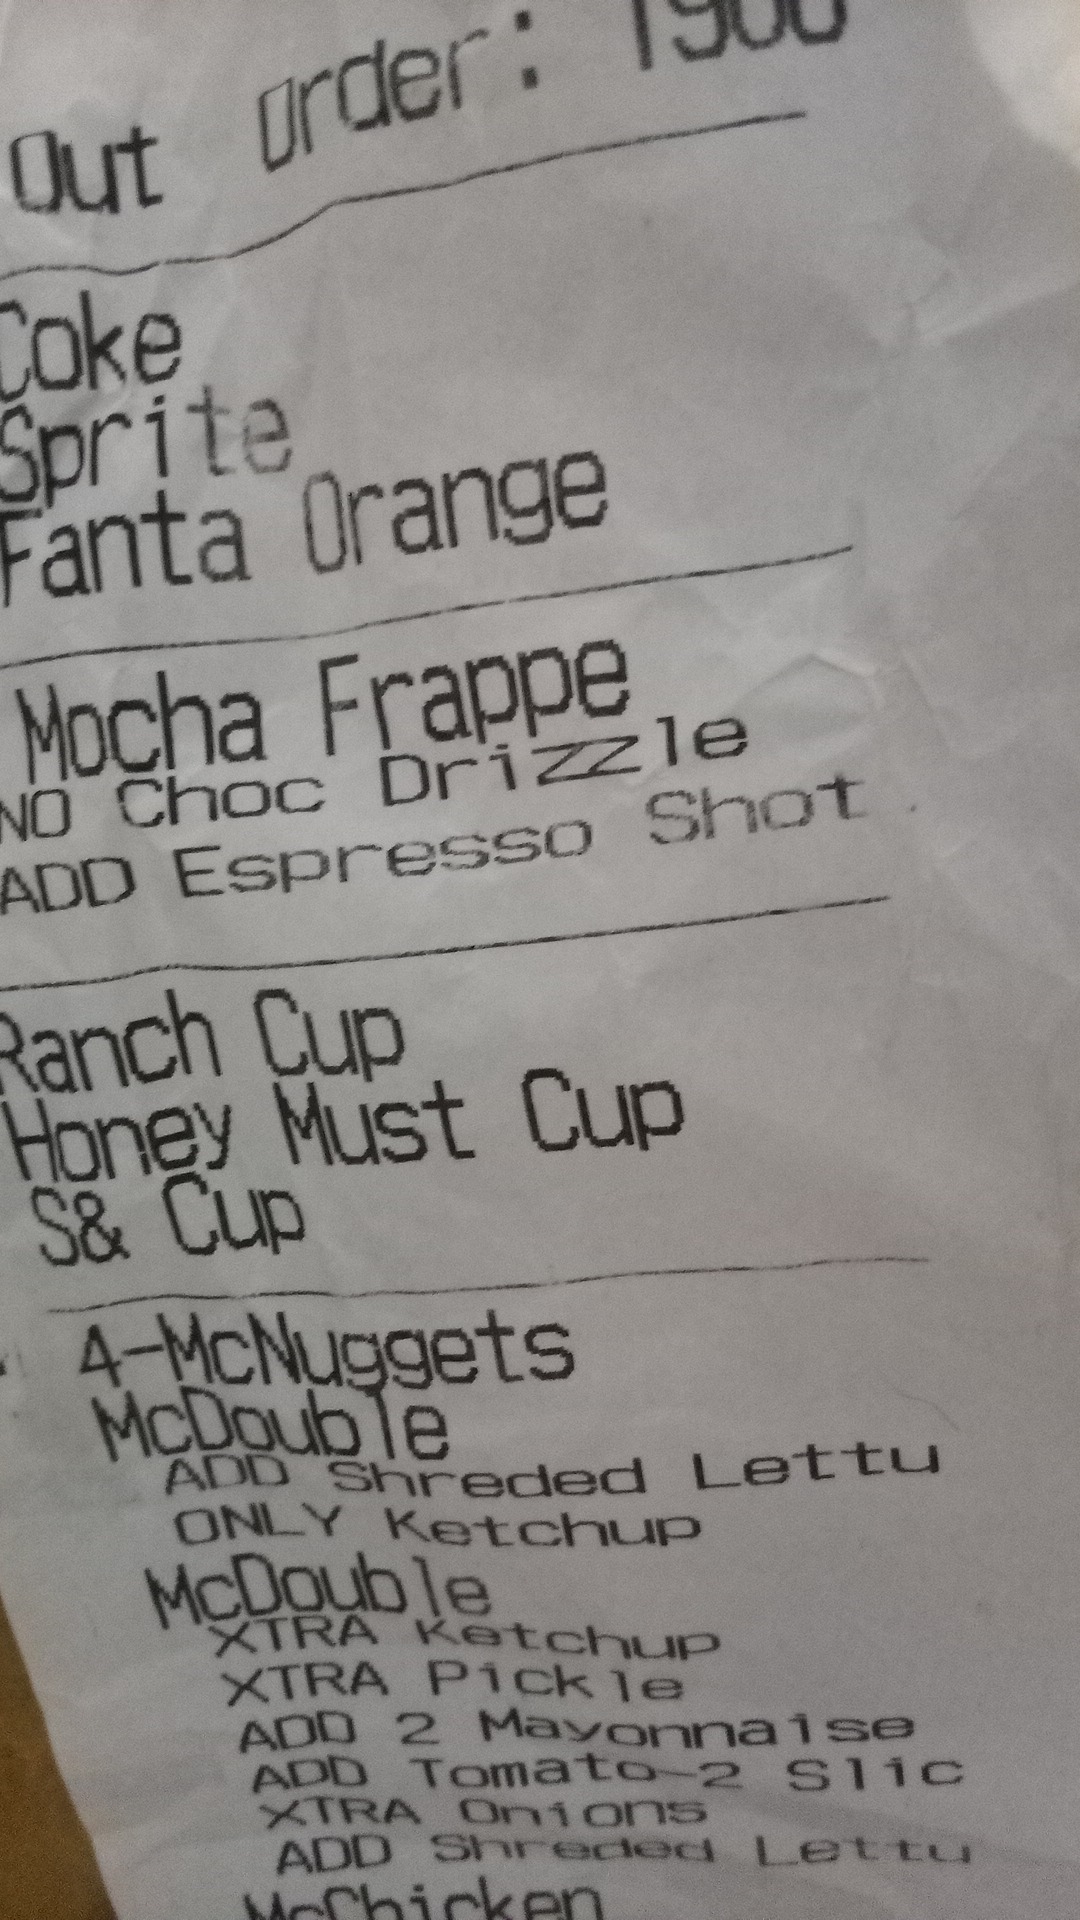 Out Order: 1900
Coke
Sprite
Fanta Orange
Mocha Frappe
NO Choc Drizzle
ADD Espresso Shot
Ranch Cup
Honey Must Cup
S& Cup
4-McNuggets
McDouble
ADD Shreded Lettu
ONLY Ketchup
McDouble
XTRA Ketchup
XTRA Pickle
ADD 2 Mayonnaise
ADD Tomato-2 Slic
XTRA Onions
ADD Shreded Lettu
McChicken